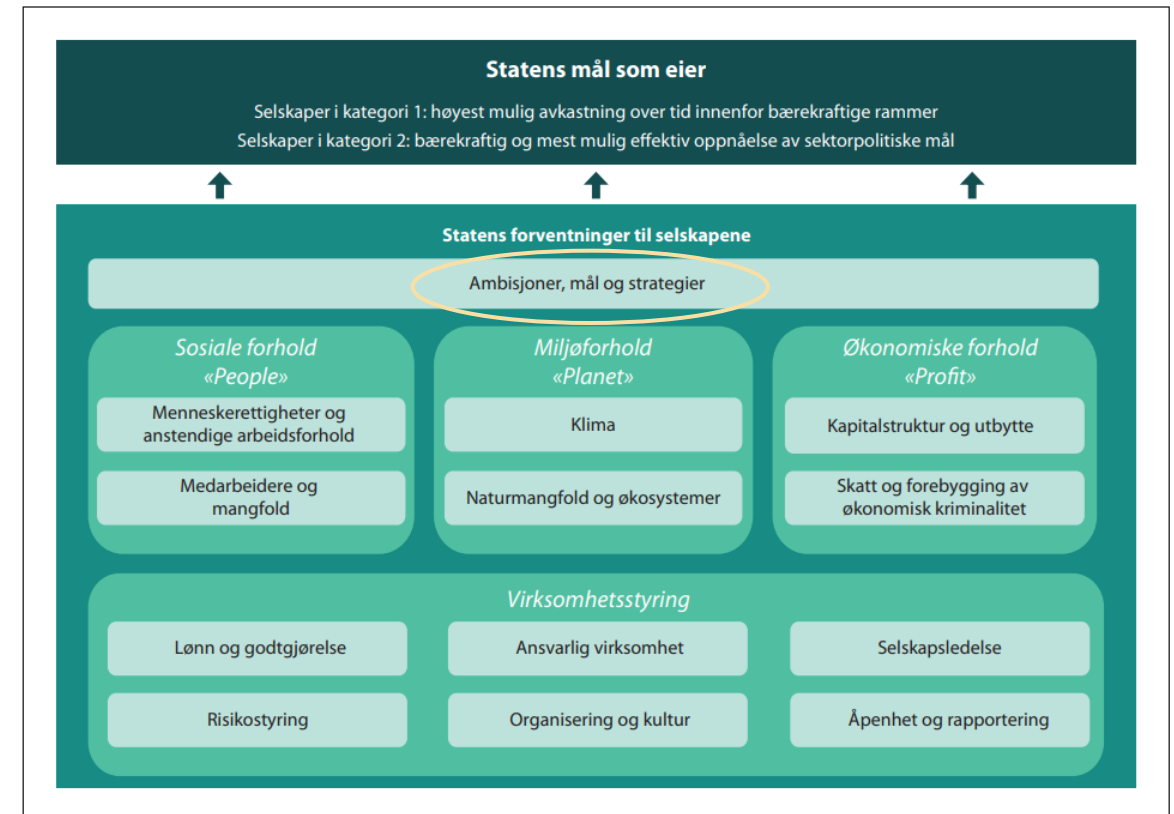 Statens mål som eier
Selskaper i kategori 1: høyest mulig avkastning over tid innenfor bærekraftige rammer
Selskaper i kategori 2: bærekraftig og mest mulig effektiv oppnåelse av sektorpolitiske mål
Statens forventninger til selskapene
Ambisjoner, mål og strategier
Sosiale forhold
«People»
Menneskerettigheter og
anstendige arbeidsforhold
Medarbeidere og
mangfold
Miljøforhold
«Planet»
Klima
Naturmangfold og økosystemer
Økonomiske forhold
«Profit»
Kapitalstruktur og utbytte
Skatt og forebygging av
økonomisk kriminalitet
Virksomhetsstyring
Lønn og godtgjørelse
Ansvarlig virksomhet
Selskapsledelse
Risikostyring
Organisering og kultur
Åpenhet og rapportering